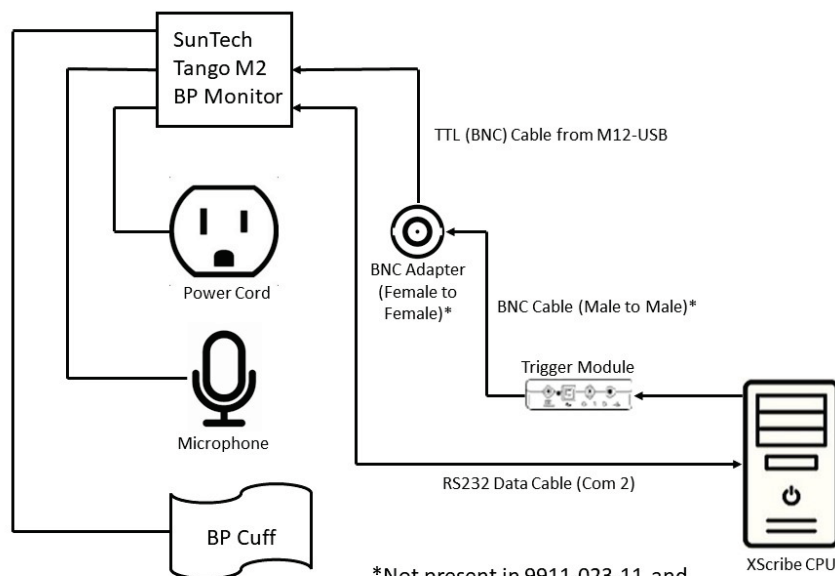 SunTech
Tango M2
BP Monitor
TTL (BNC) Cable from M12-USB
BNC Adapter
(Female to
Female)*
BNC Cable (Male to Male)*
Power Cord
Trigger Module
Microphone
RS232 Data Cable (Com 2)
BP Cuff
XScribe CPU
*Not present in 9911-023-11 and